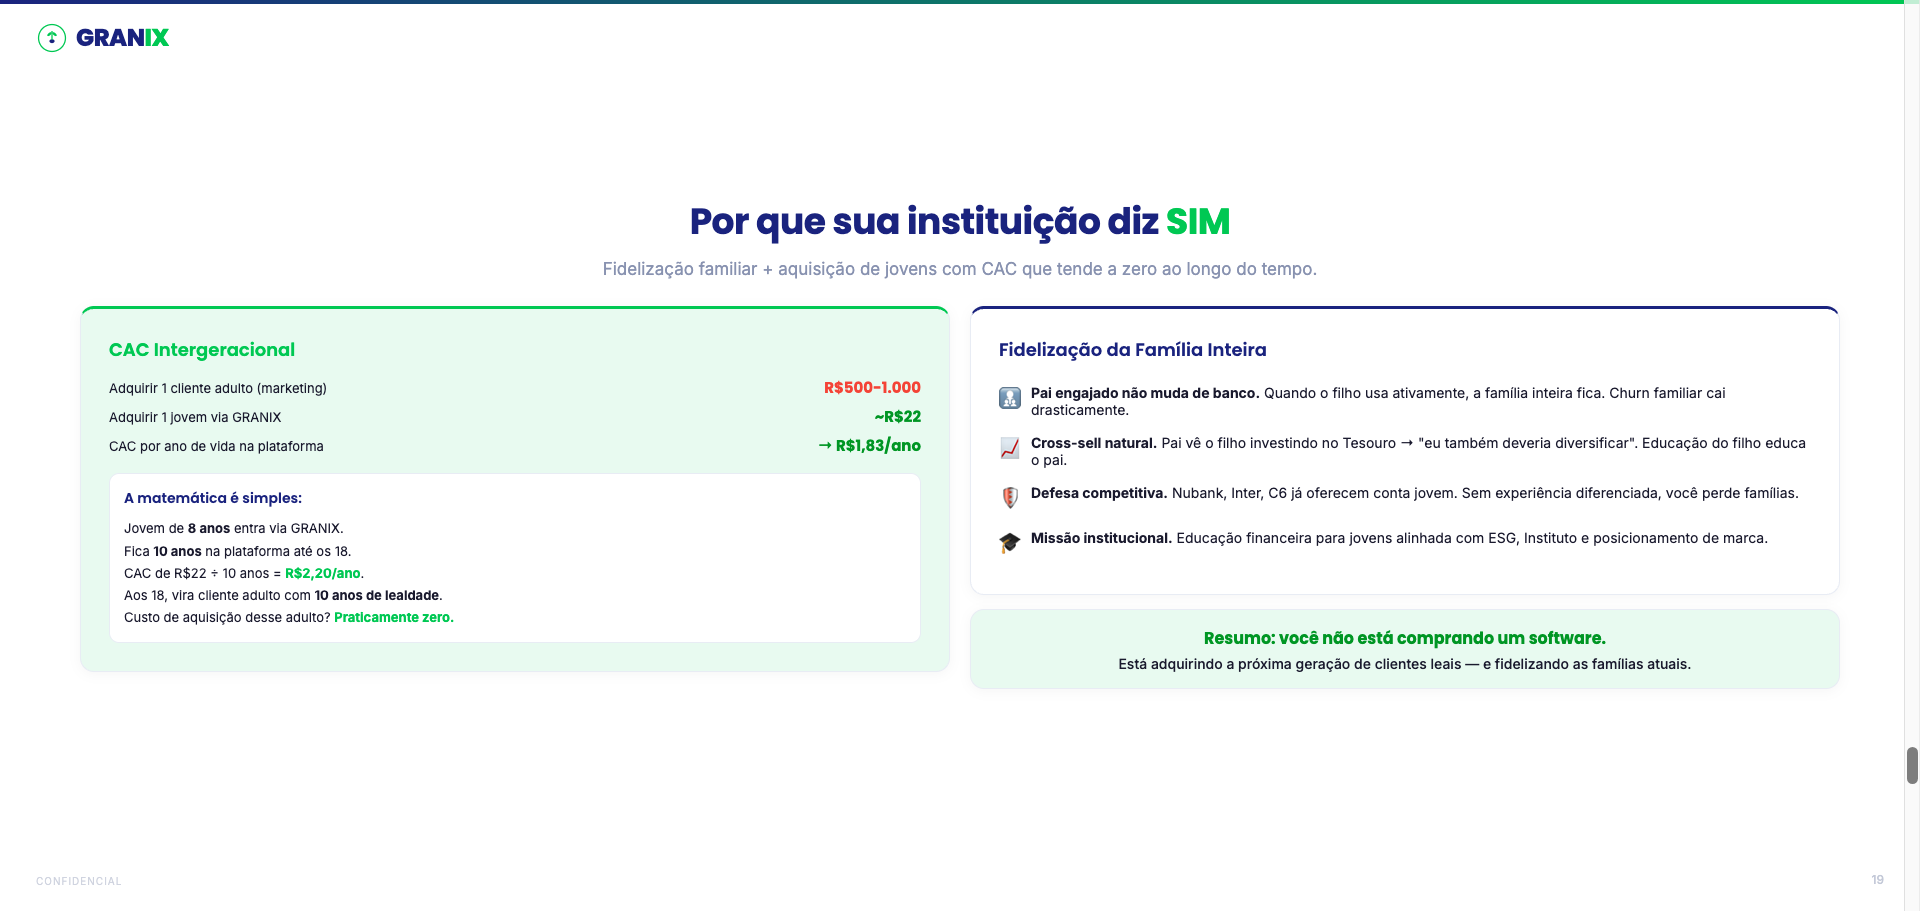 GRANIX
Por que sua instituição diz SIM
Fidelização familiar + aquisição de jovens com CAC que tende a zero ao longo do tempo.
CAC Intergeracional
Adquirir 1 cliente adulto (marketing) R$500-1.000
Adquirir 1 jovem via GRANIX ~R$22
CAC por ano de vida na plataforma → R$1,83/ano
A matemática é simples:
Jovem de 8 anos entra via GRANIX.
Fica 10 anos na plataforma até os 18.
CAC de R$22 ÷ 10 anos = R$2,20/ano.
Aos 18, vira cliente adulto com 10 anos de lealdade.
Custo de aquisição desse adulto? Praticamente zero.
Fidelização da Família Inteira
Pai engajado não muda de banco. Quando o filho usa ativamente, a família inteira fica. Churn familiar cai
drasticamente.
Cross-sell natural. Pai vê o filho investindo no Tesouro → "eu também deveria diversificar". Educação do filho educa
o pai.
Defesa competitiva. Nubank, Inter, C6 já oferecem conta jovem. Sem experiência diferenciada, você perde famílias.
Missão institucional. Educação financeira para jovens alinhada com ESG, Instituto e posicionamento de marca.
Resumo: você não está comprando um software.
Está adquirindo a próxima geração de clientes leais — e fidelizando as famílias atuais.
CONFIDENCIAL
19